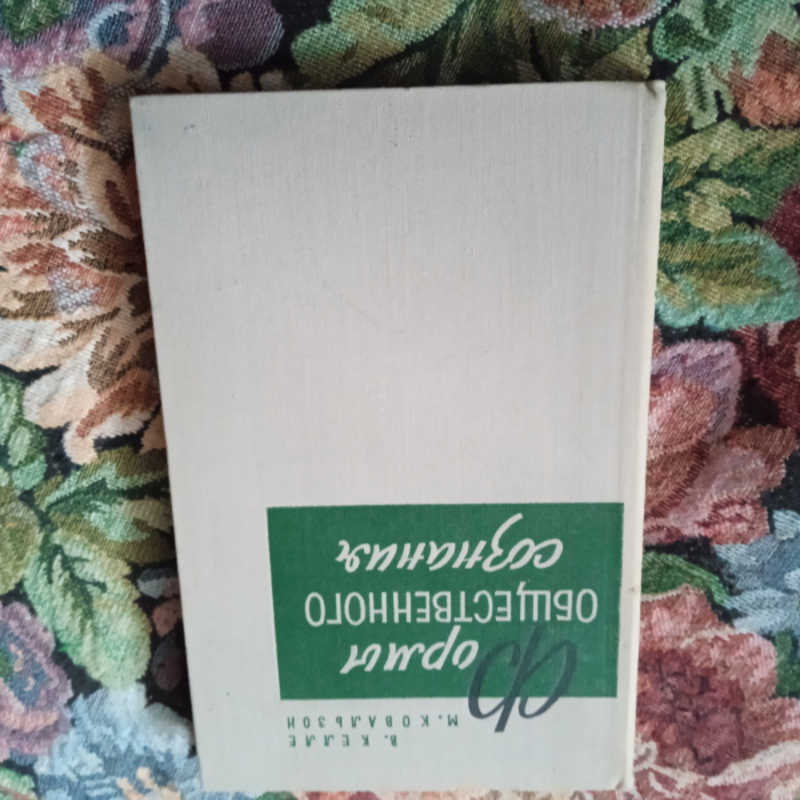 В. КЕЛЛЕ
М. КОВАЛЬЗОН
Формы
ОБЩЕСТВЕННОГО
сознания